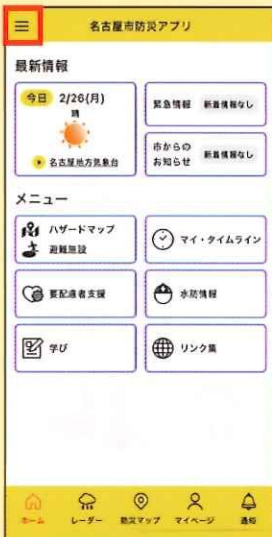 名古屋市防災アプリ
最新情報
今日 2/26(月)
晴
名古屋地方気象台
緊急情報 新着情報なし
市からの
お知らせ 新着情報なし
メニュー
ハザードマップ
避難施設
マイ・タイムライン
要配慮者支援
水防情報
学び
リンク集
ホーム レーダー 防災マップ マイページ 通知